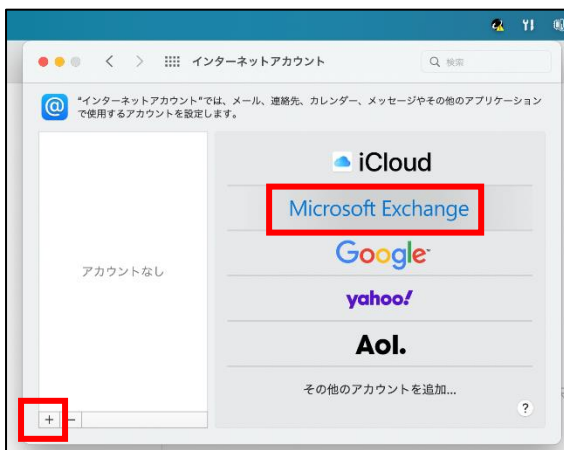 インターネットアカウント
検索
"インターネットアカウント"では、メール、連絡先、カレンダー、メッセージやその他のアプリケーション
で使用するアカウントを設定します。
アカウントなし
iCloud
Microsoft Exchange
Google
yahoo!
Aol.
その他のアカウントを追加...
?
+ −